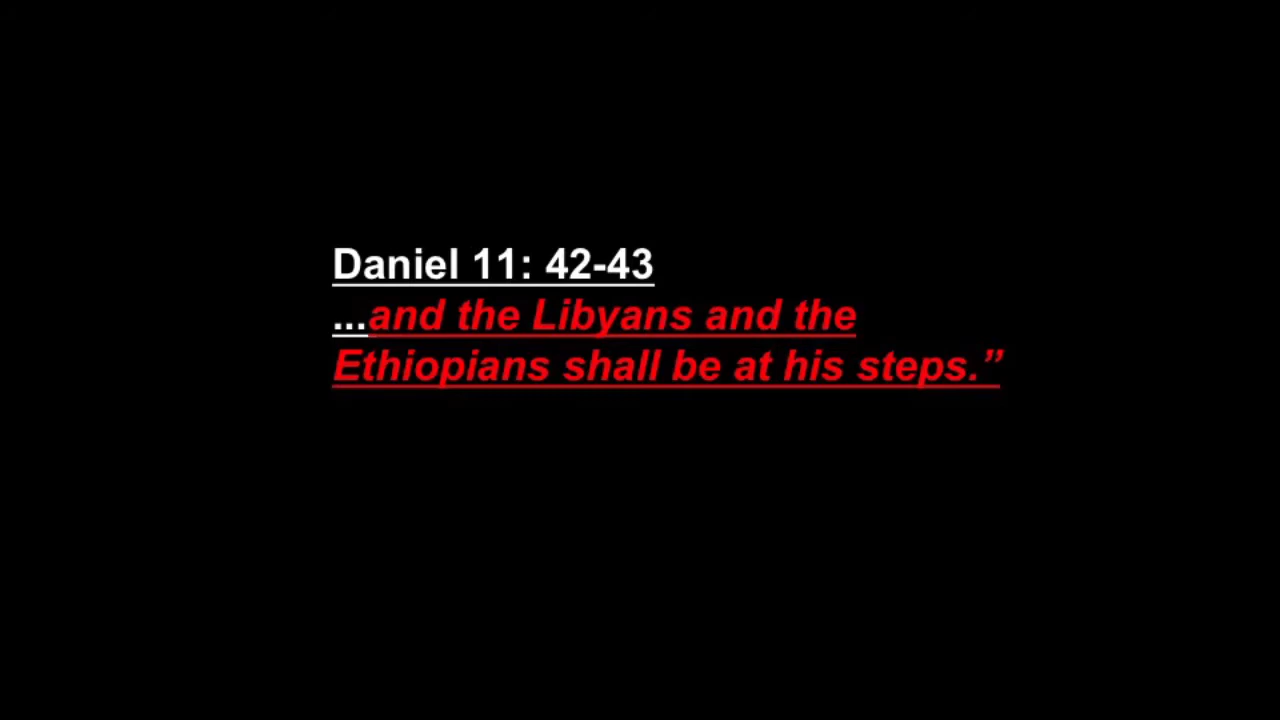 Daniel 11: 42-43
...and the Libyans and the
Ethiopians shall be at his steps.”